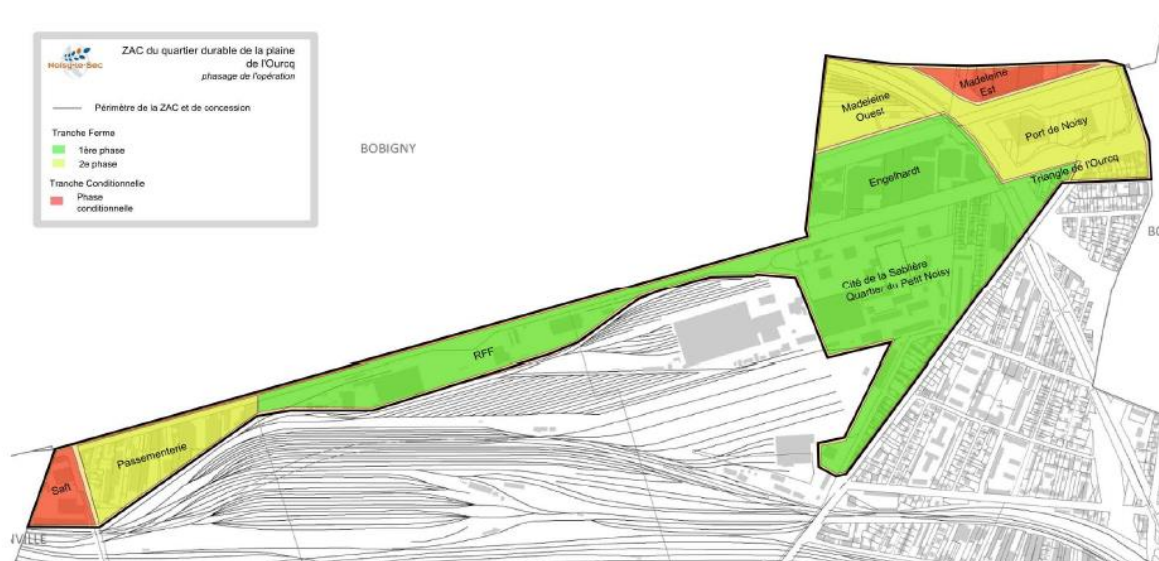 noisy-le-Sec
ZAC du quartier durable de la plaine
de l'Ourcq
phasage de l'opération
Périmètre de la ZAC et de concession
Tranche Ferme
1ère phase
2e phase
Tranche Conditionnelle
Phase
conditionnelle
BOBIGNY
Madeleine
Est
Madeleine
Ouest
Port de Noisy
Engelhardt
Triangle de l'Ourcq
BO
Cité de la Sablière
Quartier du Petit Noisy
RFF
Passementerie
Saft
NVILLE